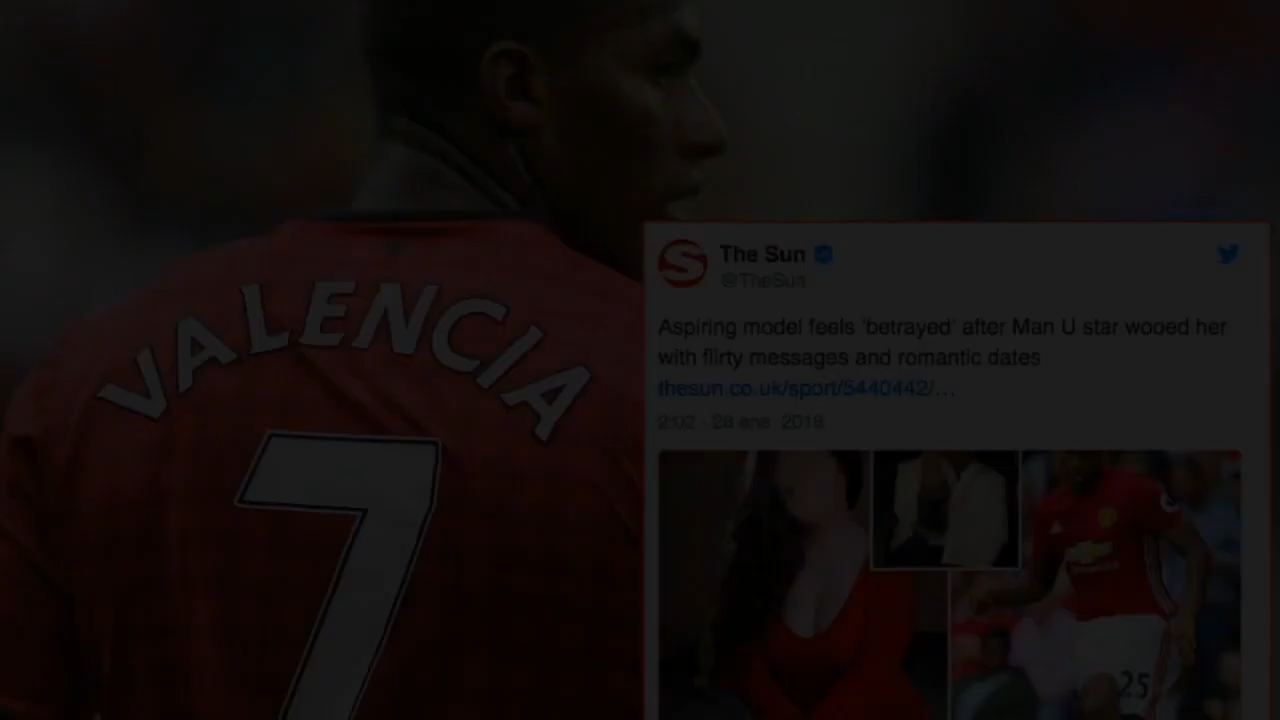 VALENCIA
7
The Sun
@TheSun
Aspiring model feels 'betrayed' after Man U star wooed her
with flirty messages and romantic dates
thesun.co.uk/sport/5440442/…
2:02 - 28 ene. 2018
25